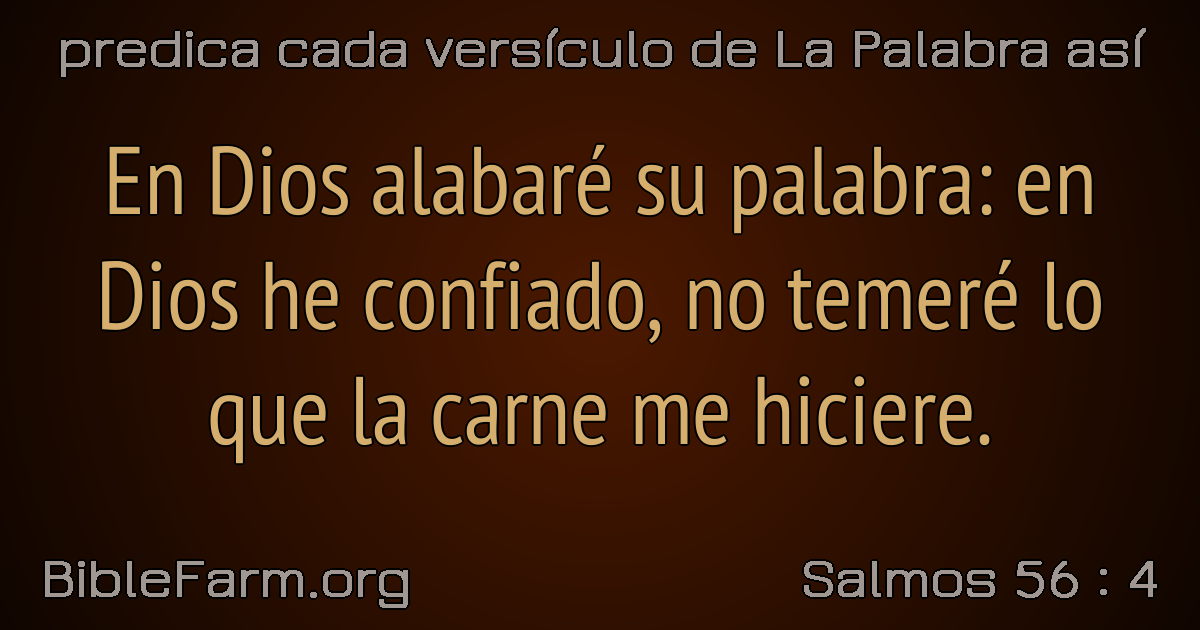 predica cada versículo de La Palabra así
En Dios alabaré su palabra: en
Dios he confiado, no temeré lo
que la carne me hiciere.
BibleFarm.org
Salmos 56 : 4